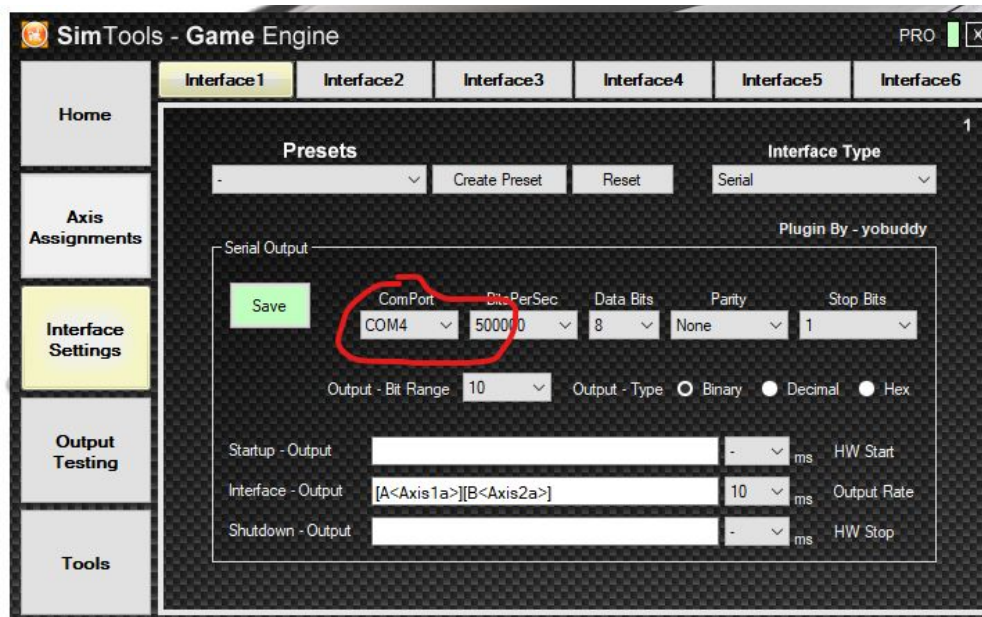 SimTools - Game Engine PRO X
Interface1 Interface2 Interface3 Interface4 Interface5 Interface6
Home
Axis
Assignments
Interface
Settings
Output
Testing
Tools
1
Presets Interface Type
- Create Preset Reset Serial
Plugin By - yobuddy
Serial Output
Save
ComPort BitsPerSec Data Bits Parity Stop Bits
COM4 500000 8 None 1
Output - Bit Range 10 Output - Type Binary Decimal Hex
Startup - Output - ms HW Start
Interface - Output [A<Axis1a>][B<Axis2a>] 10 ms Output Rate
Shutdown - Output - ms HW Stop